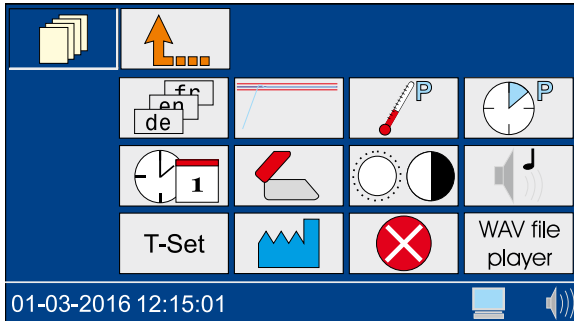 fr
en
de
P
P
1
T-Set
WAV file
player
01-03-2016 12:15:01